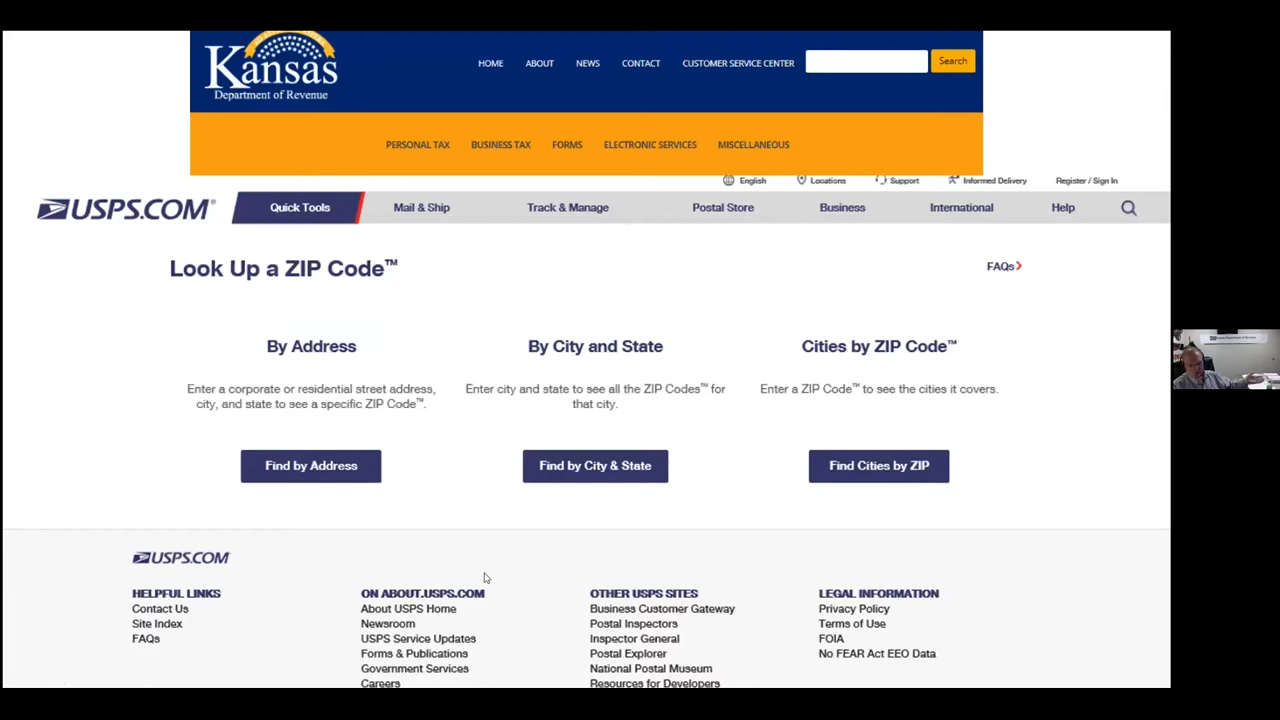 Kansas
Department of Revenue
HOME ABOUT NEWS CONTACT CUSTOMER SERVICE CENTER Search
PERSONAL TAX BUSINESS TAX FORMS ELECTRONIC SERVICES MISCELLANEOUS
English Locations Support Informed Delivery Register / Sign In
USPS.COM® Quick Tools Mail & Ship Track & Manage Postal Store Business International Help
Look Up a ZIP Code™ FAQs
By Address
Enter a corporate or residential street address,
city, and state to see a specific ZIP Code™.
Find by Address
By City and State
Enter city and state to see all the ZIP Codes™ for
that city.
Find by City & State
Cities by ZIP Code™
Enter a ZIP Code™ to see the cities it covers.
Find Cities by ZIP
USPS.COM
HELPFUL LINKS
Contact Us
Site Index
FAQs
ON ABOUT.USPS.COM
About USPS Home
Newsroom
USPS Service Updates
Forms & Publications
Government Services
Careers
OTHER USPS SITES
Business Customer Gateway
Postal Inspectors
Inspector General
Postal Explorer
National Postal Museum
Resources for Developers
LEGAL INFORMATION
Privacy Policy
Terms of Use
FOIA
No FEAR Act EEO Data